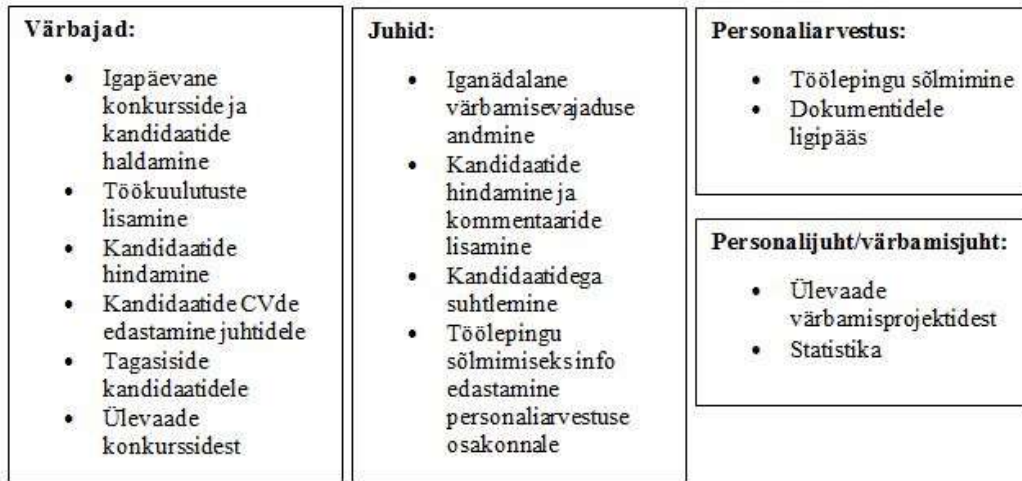 Värbajad:
• Igapäevane
konkursside ja
kandidaatide
haldamine
• Töökuulutuste
lisamine
• Kandidaatide
hindamine
• Kandidaatide CVde
edastamine juhtidele
• Tagasiside
kandidaatidele
• Ülevaade
konkurssidest
Juhid:
• Iganädalane
värbamisevajaduse
andmine
• Kandidaatide
hindamine ja
kommentaaride
lisamine
• Kandidaatidega
suhtlemine
• Töölepingu
sõlmimiseks info
edastamine
personaliarvestuse
osakonnale
Personaliarvestus:
• Töölepingu sõlmimine
• Dokumentidele
ligipääs
Personalijuht/värbamisjuht:
• Ülevaade
värbamisprojektidest
• Statistika